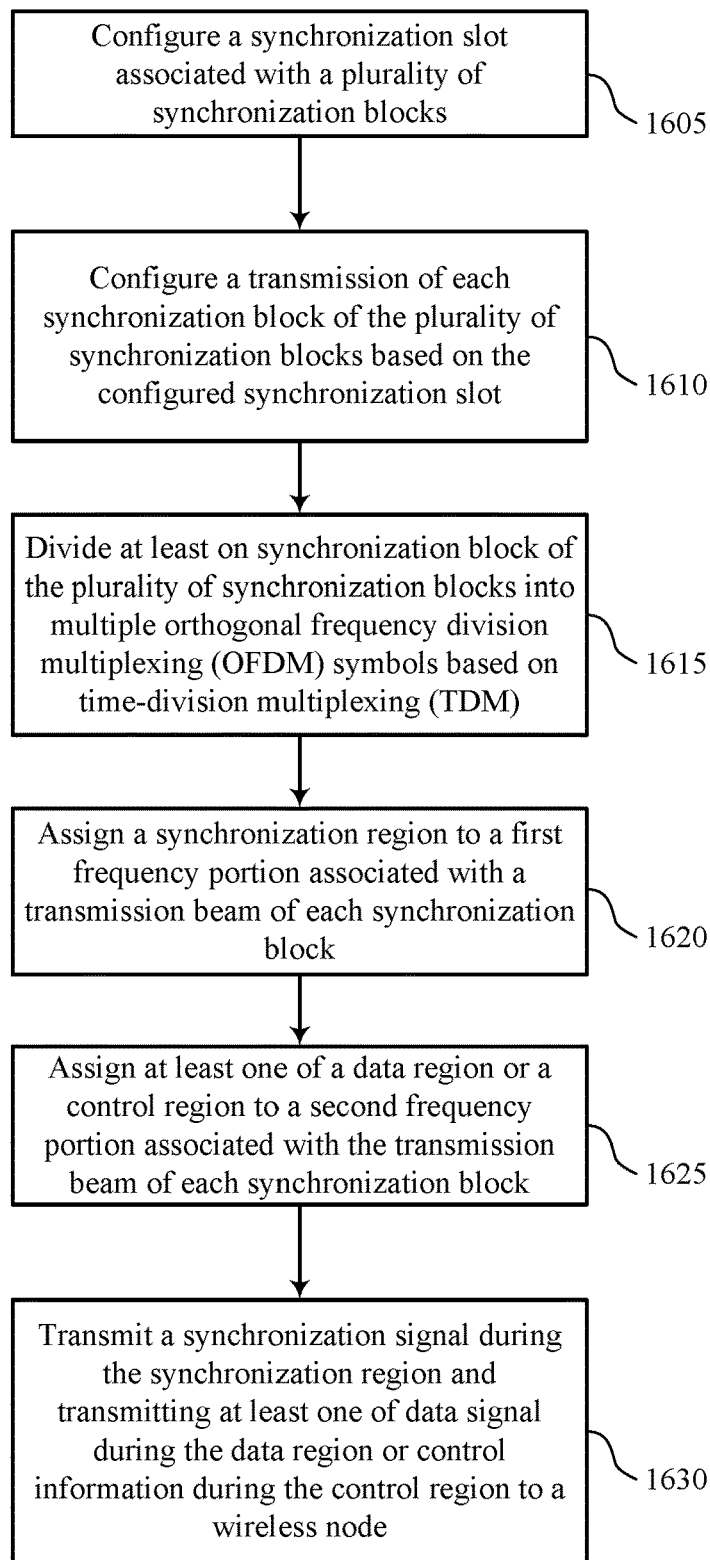 Configure a synchronization slot
associated with a plurality of
synchronization blocks
1605
Configure a transmission of each
synchronization block of the plurality of
synchronization blocks based on the
configured synchronization slot
1610
Divide at least on synchronization block of
the plurality of synchronization blocks into
multiple orthogonal frequency division
multiplexing (OFDM) symbols based on
time-division multiplexing (TDM)
1615
Assign a synchronization region to a first
frequency portion associated with a
transmission beam of each synchronization
block
1620
Assign at least one of a data region or a
control region to a second frequency
portion associated with the transmission
beam of each synchronization block
1625
Transmit a synchronization signal during
the synchronization region and
transmitting at least one of data signal
during the data region or control
information during the control region to a
wireless node
1630